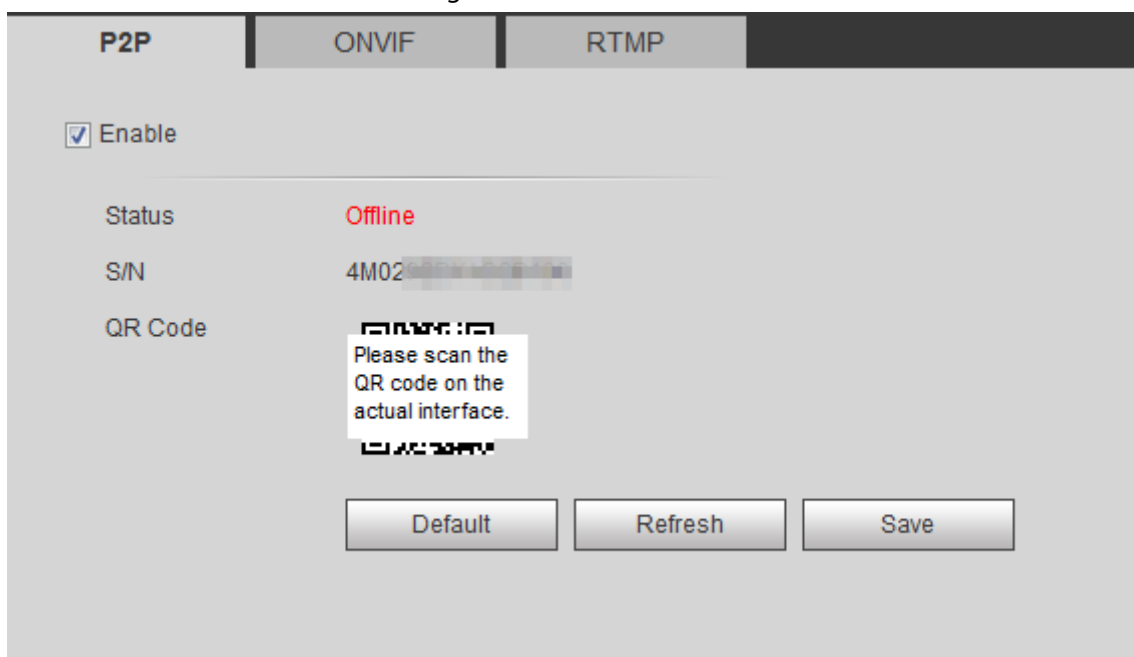 P2P ONVIF RTMP
Enable
Status Offline
S/N 4M02
QR Code
Please scan the
QR code on the
actual interface.
Default Refresh Save